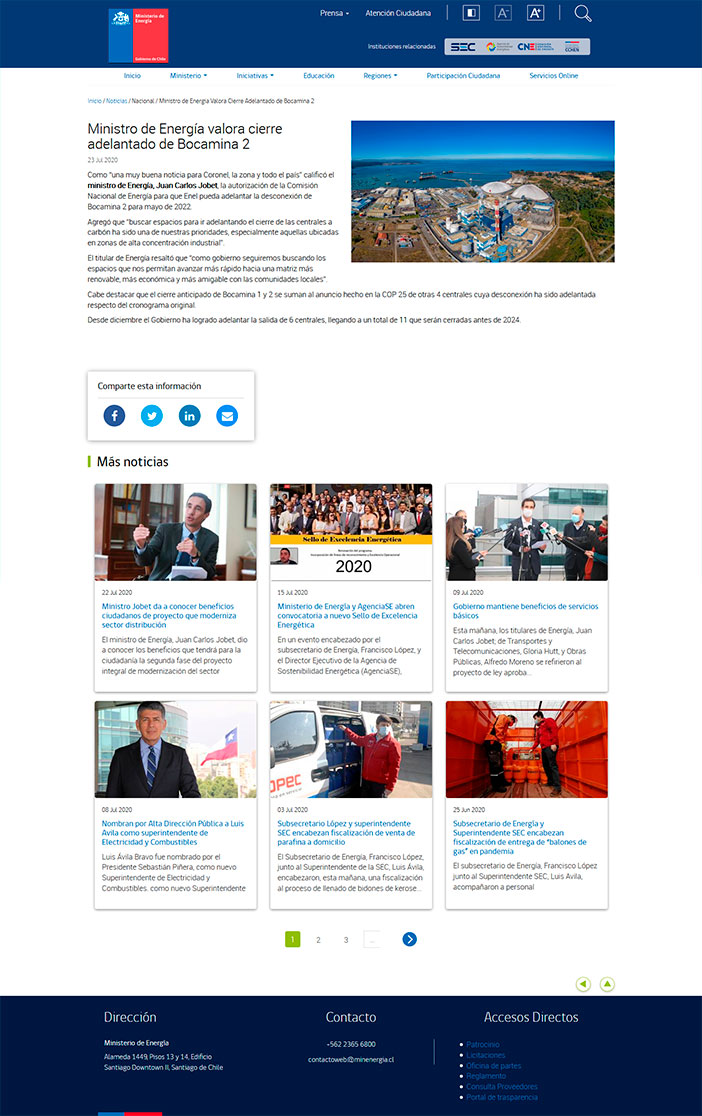 Ministerio de
Energía
Gobierno de Chile
Prensa
Atención Ciudadana
A-
A+
Instituciones relacionadas
SEC
CNE
CCHEN
Inicio
Ministerio
Iniciativas
Educación
Regiones
Participación Ciudadana
Servicios Online
Inicio / Noticias / Nacional / Ministro de Energía Valora Cierre Adelantado de Bocamina 2
Ministro de Energía valora cierre
adelantado de Bocamina 2
23 Jul 2020
Como “una muy buena noticia para Coronel, la zona y todo el país” calificó el
ministro de Energía, Juan Carlos Jobet, la autorización de la Comisión
Nacional de Energía para que Enel pueda adelantar la desconexión de
Bocamina 2 para mayo de 2022.
Agregó que “buscar espacios para ir adelantando el cierre de las centrales a
carbón ha sido una de nuestras prioridades, especialmente aquellas ubicadas
en zonas de alta concentración industrial”.
El titular de Energía resaltó que “como gobierno seguiremos buscando los
espacios que nos permitan avanzar más rápido hacia una matriz más
renovable, más económica y más amigable con las comunidades locales”.
Cabe destacar que el cierre anticipado de Bocamina 1 y 2 se suman al anuncio hecho en la COP 25 de otras 4 centrales cuya desconexión ha sido adelantada
respecto del cronograma original.
Desde diciembre el Gobierno ha logrado adelantar la salida de 6 centrales, llegando a un total de 11 que serán cerradas antes de 2024.
Comparte esta información
Más noticias
22 Jul 2020
Ministro Jobet da a conocer beneficios
ciudadanos de proyecto que moderniza
sector distribución
El ministro de Energía, Juan Carlos Jobet, dio
a conocer los beneficios que tendrá para la
ciudadanía la segunda fase del proyecto
integral de modernización del sector
Sello de Excelencia Energética
2020
15 Jul 2020
Ministerio de Energía y AgenciaSE abren
convocatoria a nuevo Sello de Excelencia
Energética
En un evento encabezado por el
subsecretario de Energía, Francisco López, y
el Director Ejecutivo de la Agencia de
Sostenibilidad Energética (AgenciaSE),
09 Jul 2020
Gobierno mantiene beneficios de servicios
básicos
Esta mañana, los titulares de Energía, Juan
Carlos Jobet; de Transportes y
Telecomunicaciones, Gloria Hutt, y Obras
Públicas, Alfredo Moreno se refirieron al
proyecto de ley aproba...
08 Jul 2020
Nombran por Alta Dirección Pública a Luis
Avila como superintendente de
Electricidad y Combustibles
Luis Ávila Bravo fue nombrado por el
Presidente Sebastián Piñera, como nuevo
Superintendente de Electricidad y
Combustibles. como nuevo Superintendente
OPEC
03 Jul 2020
Subsecretario López y superintendente
SEC encabezan fiscalización de venta de
parafina a domicilio
El Subsecretario de Energía, Francisco López,
junto al Superintendente de la SEC, Luis Ávila,
encabezaron, esta mañana, una fiscalización
al proceso de llenado de bidones de kerose...
25 Jun 2020
Subsecretario de Energía y
Superintendente SEC encabezan
fiscalización de entrega de “balones de
gas” en pandemia
El subsecretario de Energía, Francisco López
junto al Superintendente SEC, Luis Ávila,
acompañaron a personal
1
2
3
...
Dirección
Ministerio de Energía
Alameda 1449, Pisos 13 y 14, Edificio
Santiago Downtown II, Santiago de Chile
Contacto
+562 2365 6800
contactoweb@minenergia.cl
Accesos Directos
Patrocinio
Licitaciones
Oficina de partes
Reglamento
Consulta Proveedores
Portal de trasparencia